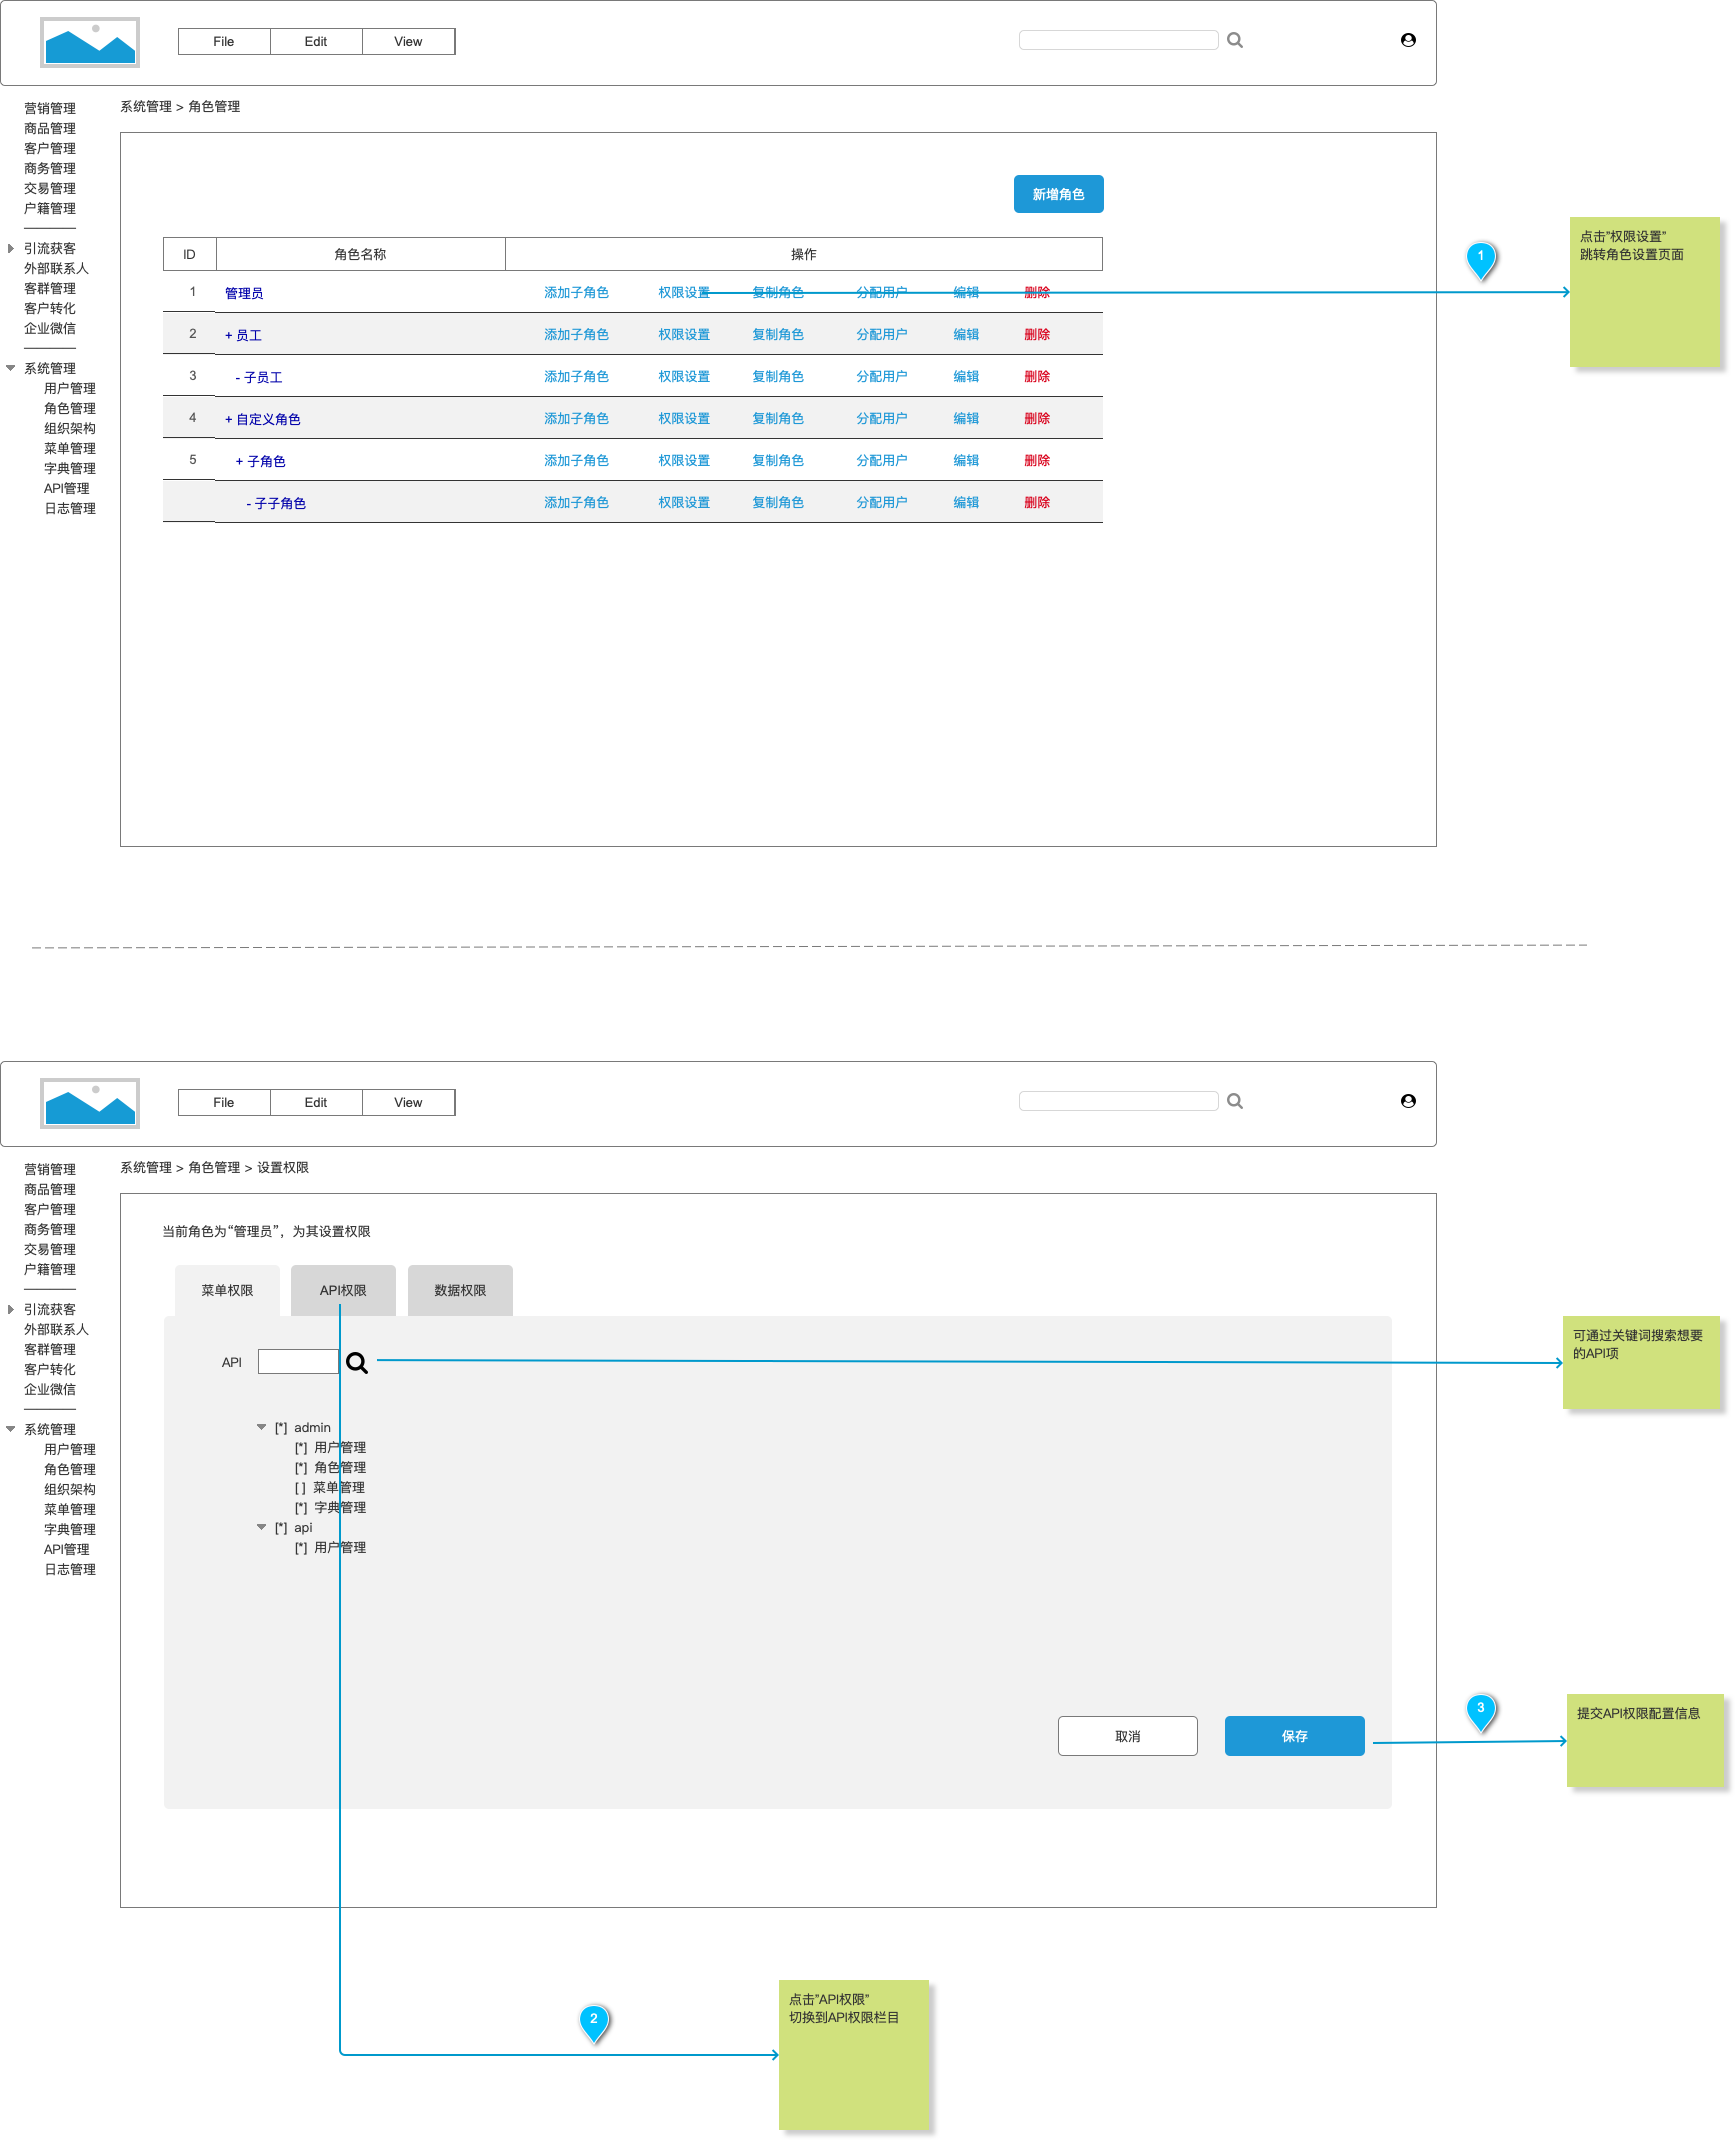 File Edit View
营销管理
商品管理
客户管理
商务管理
交易管理
户籍管理
引流获客
外部联系人
客群管理
客户转化
企业微信
系统管理
用户管理
角色管理
组织架构
菜单管理
字典管理
API管理
日志管理
系统管理 > 角色管理
新增角色
ID 角色名称 操作
1 管理员 添加子角色 权限设置 复制角色 分配用户 编辑 删除
2 + 员工 添加子角色 权限设置 复制角色 分配用户 编辑 删除
3 - 子员工 添加子角色 权限设置 复制角色 分配用户 编辑 删除
4 + 自定义角色 添加子角色 权限设置 复制角色 分配用户 编辑 删除
5 + 子角色 添加子角色 权限设置 复制角色 分配用户 编辑 删除
- 子子角色 添加子角色 权限设置 复制角色 分配用户 编辑 删除
1
点击”权限设置”
跳转角色设置页面
File Edit View
营销管理
商品管理
客户管理
商务管理
交易管理
户籍管理
引流获客
外部联系人
客群管理
客户转化
企业微信
系统管理
用户管理
角色管理
组织架构
菜单管理
字典管理
API管理
日志管理
系统管理 > 角色管理 > 设置权限
当前角色为“管理员”，为其设置权限
菜单权限 API权限 数据权限
API
[*] admin
[*] 用户管理
[*] 角色管理
[ ] 菜单管理
[*] 字典管理
[*] api
[*] 用户管理
取消 保存
可通过关键词搜索想要
的API项
3
提交API权限配置信息
2
点击”API权限”
切换到API权限栏目